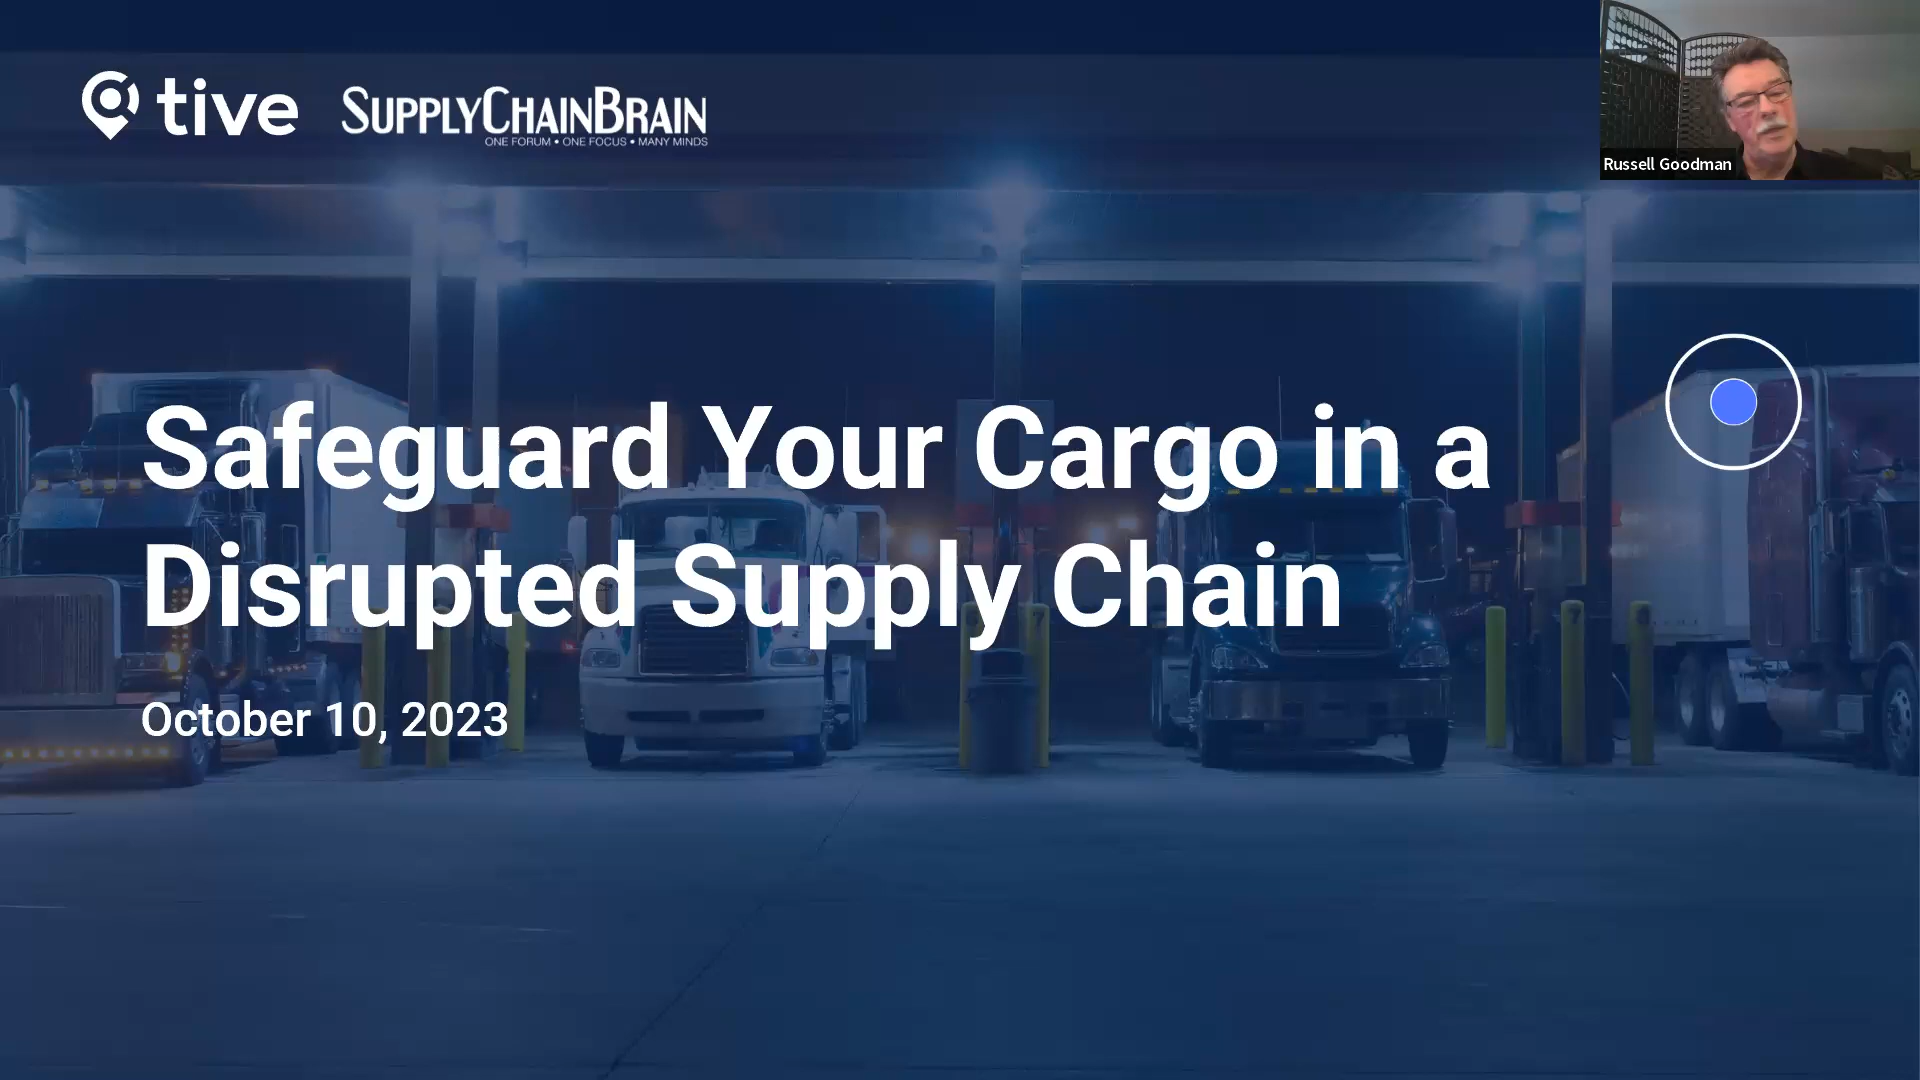 tive
SUPPLYCHAINBRAIN
ONE FORUM • ONE FOCUS • MANY MINDS
Russell Goodman
Safeguard Your Cargo in a
Disrupted Supply Chain
October 10, 2023